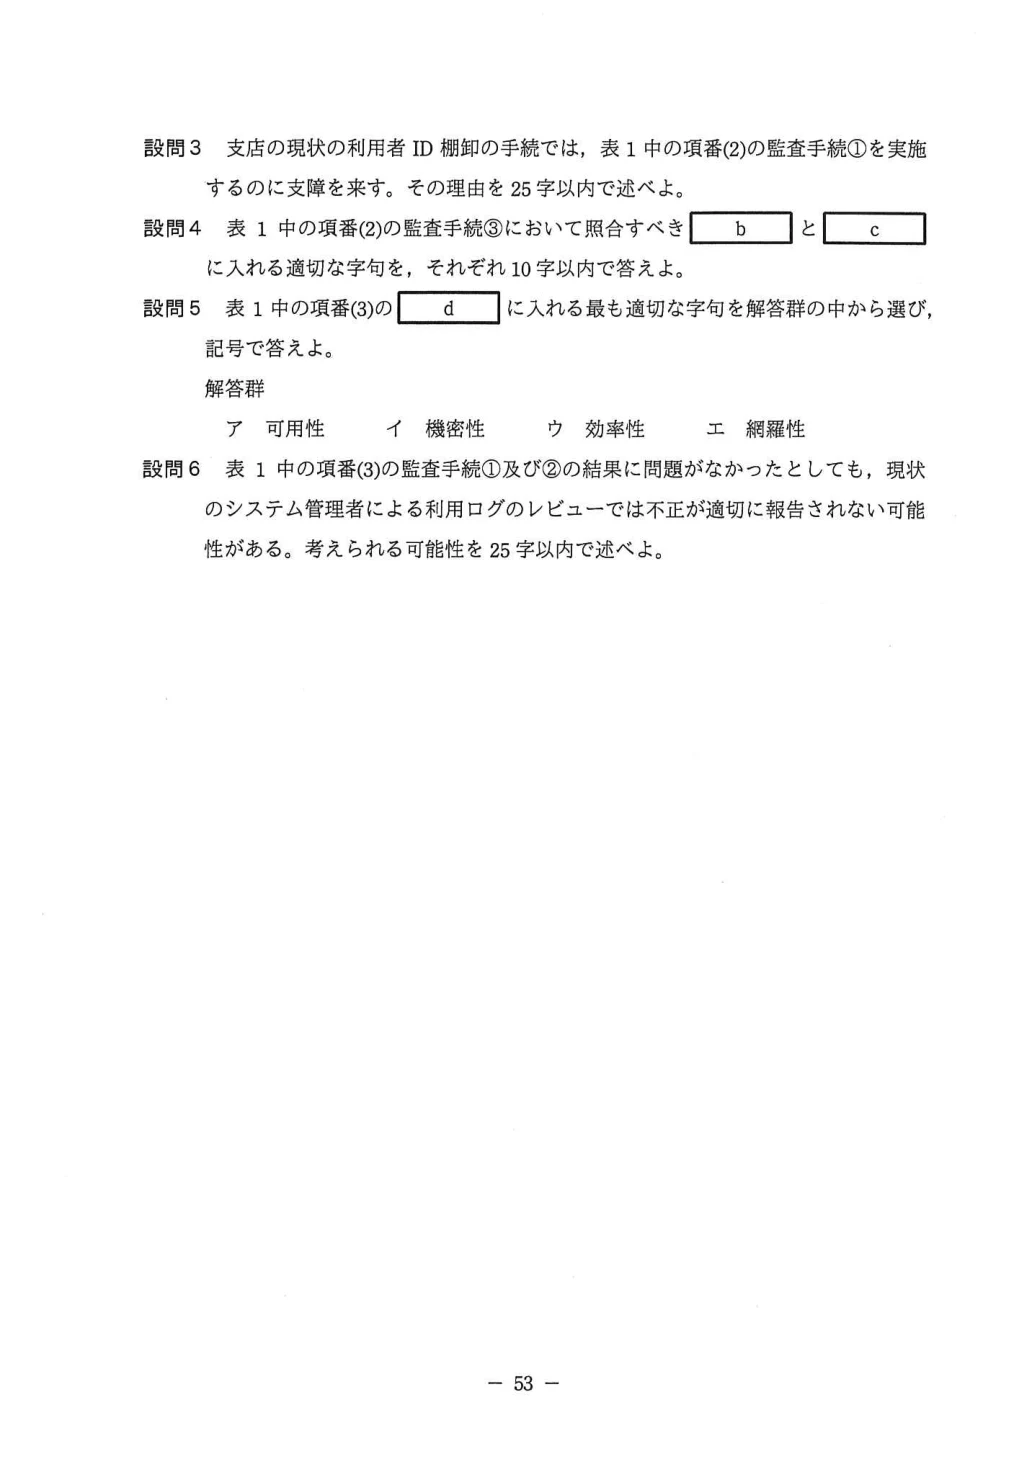 設問3　支店の現状の利用者 ID 棚卸の手続では，表 1 中の項番(2)の監査手続①を実施
するのに支障を来す。その理由を 25 字以内で述べよ。
設問4　表 1 中の項番(2)の監査手続③において照合すべき b と c
に入れる適切な字句を，それぞれ 10 字以内で答えよ。
設問5　表 1 中の項番(3)の d に入れる最も適切な字句を解答群の中から選び，
記号で答えよ。
解答群
ア　可用性　　イ　機密性　　ウ　効率性　　エ　網羅性
設問6　表 1 中の項番(3)の監査手続①及び②の結果に問題がなかったとしても，現状
のシステム管理者による利用ログのレビューでは不正が適切に報告されない可能
性がある。考えられる可能性を 25 字以内で述べよ。
－ 53 －